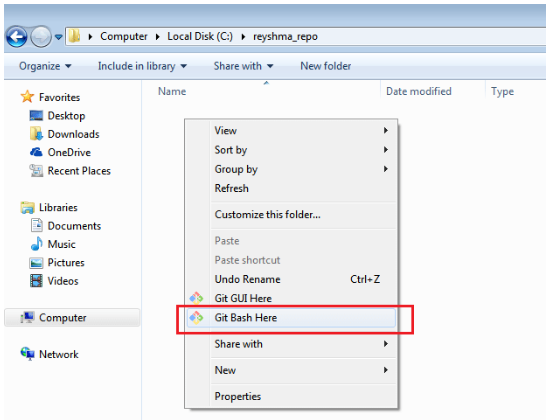 Computer Local Disk (C:) reyshma_repo
Organize Include in library Share with New folder
Name Date modified Type
Favorites
Desktop
Downloads
OneDrive
Recent Places
Libraries
Documents
Music
Pictures
Videos
Computer
Network
View
Sort by
Group by
Refresh
Customize this folder...
Paste
Paste shortcut
Undo Rename Ctrl+Z
Git GUI Here
Git Bash Here
Share with
New
Properties